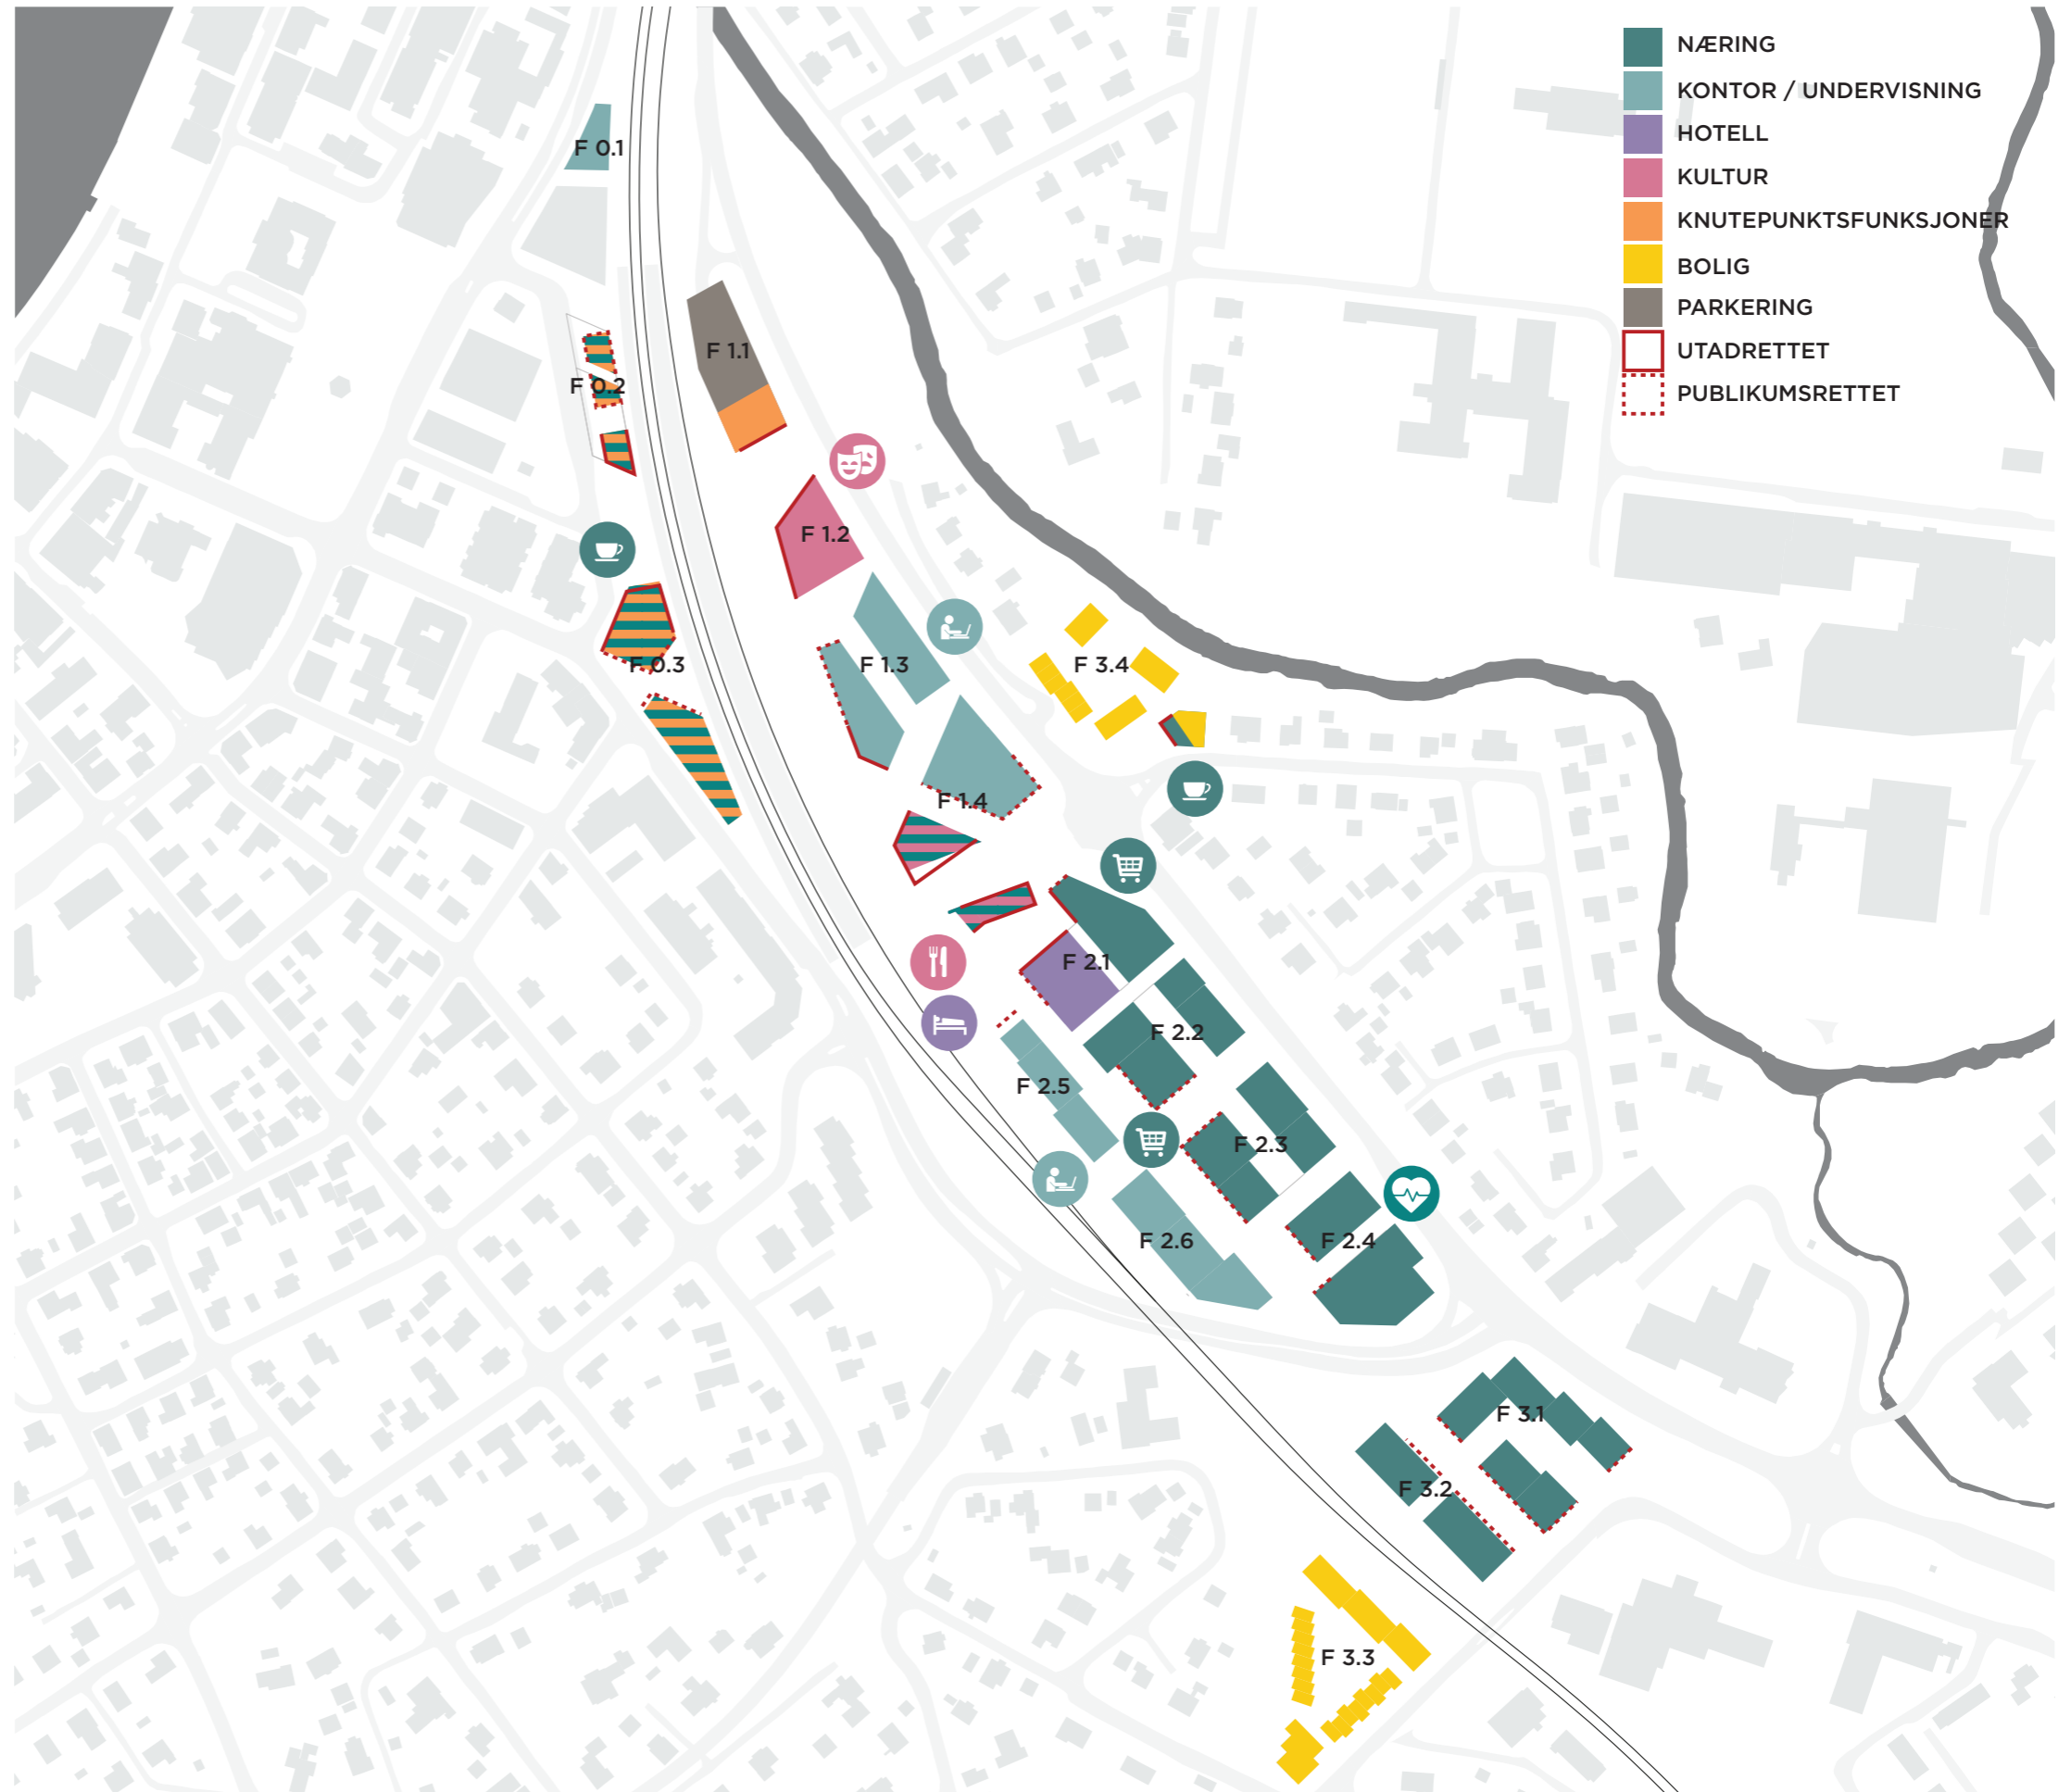 NÆRING
KONTOR / UNDERVISNING
HOTELL
KULTUR
KNUTEPUNKTSFUNKSJONER
BOLIG
PARKERING
UTADRETTET
PUBLIKUMSRETTET
F 0.1
F 1.1
F 0.2
F 1.2
F 0.3
F 1.3
F 3.4
F 1.4
F 2.1
F 2.2
F 2.5
F 2.3
F 2.6
F 2.4
F 3.1
F 3.2
F 3.3